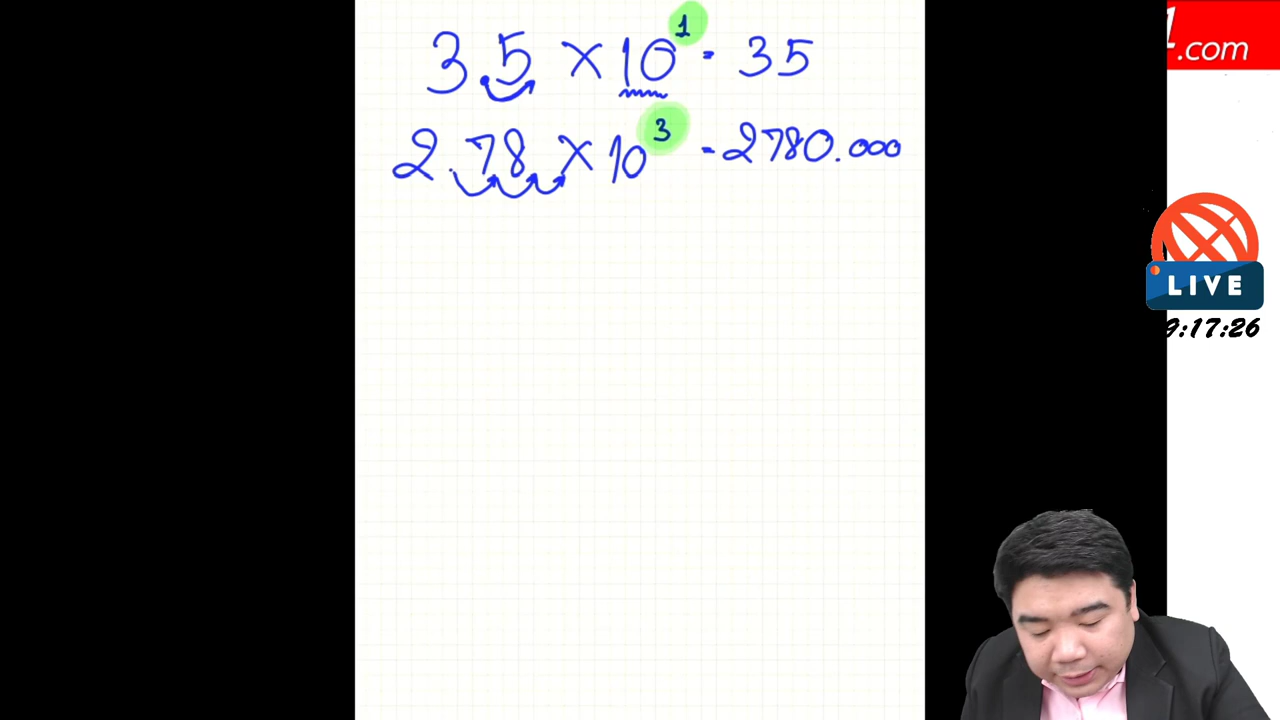 3.5 × 10¹ = 35
2.78 × 10³ = 2780.000
.com
LIVE
9:17:26